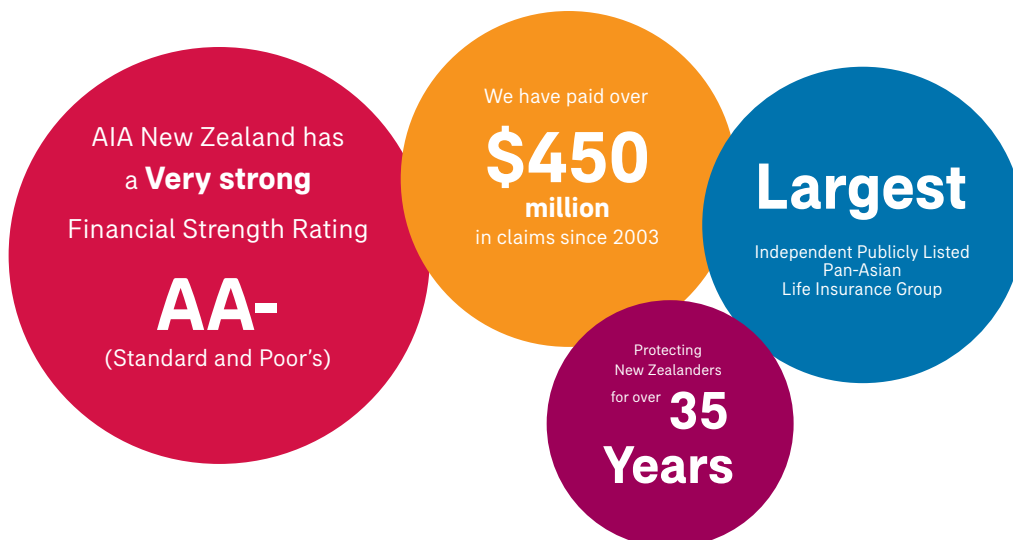 AIA New Zealand has
a Very strong
Financial Strength Rating
AA-
(Standard and Poor's)
We have paid over
$450
million
in claims since 2003
Largest
Independent Publicly Listed
Pan-Asian
Life Insurance Group
Protecting
New Zealanders
for over 35
Years